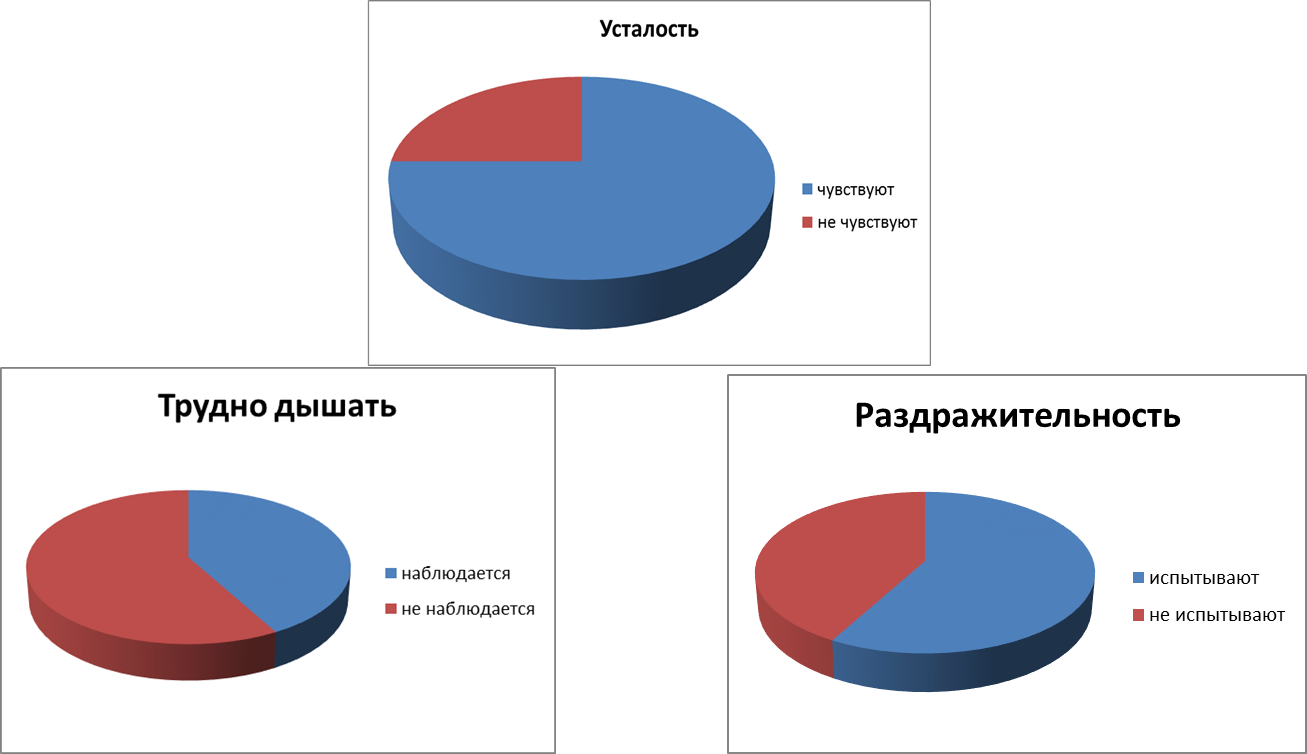 Усталость
чувствуют
не чувствуют
Трудно дышать
наблюдается
не наблюдается
Раздражительность
испытывают
не испытывают